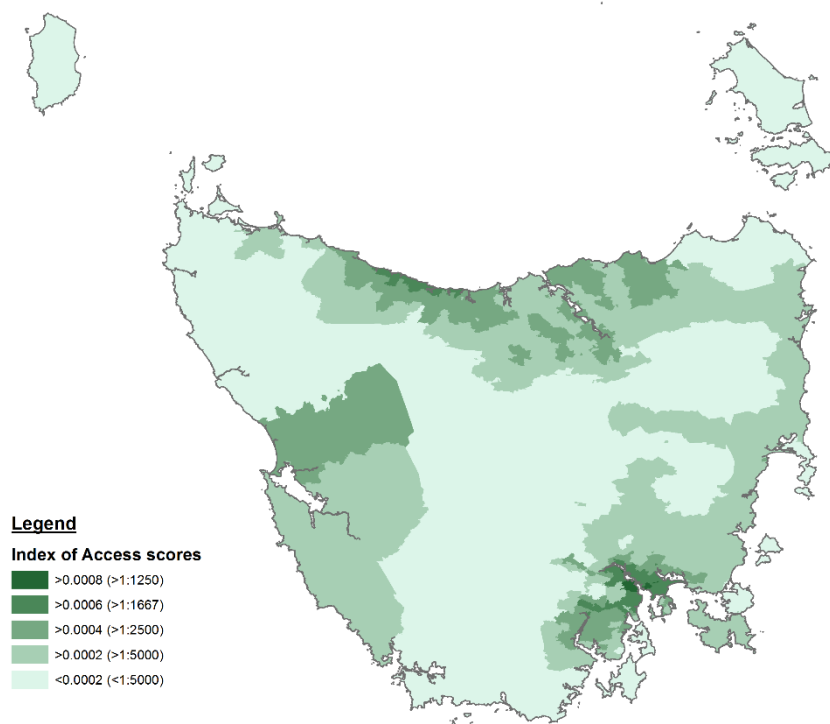 Legend
Index of Access scores
>0.0008 (>1:1250)
>0.0006 (>1:1667)
>0.0004 (>1:2500)
>0.0002 (>1:5000)
<0.0002 (<1:5000)